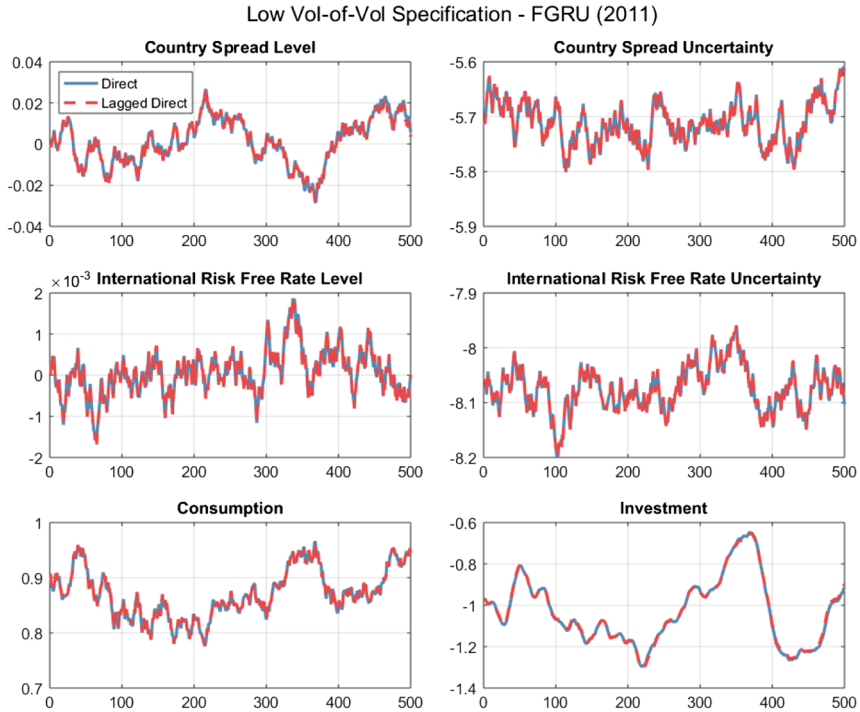 Low Vol-of-Vol Specification - FGRU (2011)
Country Spread Level
0.04
0.02
0
-0.02
-0.04
0 100 200 300 400 500
Direct
Lagged Direct
Country Spread Uncertainty
-5.6
-5.7
-5.8
-5.9
0 100 200 300 400 500
×10⁻³ International Risk Free Rate Level
2
1
0
-1
-2
0 100 200 300 400 500
International Risk Free Rate Uncertainty
-7.9
-8
-8.1
-8.2
0 100 200 300 400 500
Consumption
1
0.9
0.8
0.7
0 100 200 300 400 500
Investment
-0.6
-0.8
-1
-1.2
-1.4
0 100 200 300 400 500